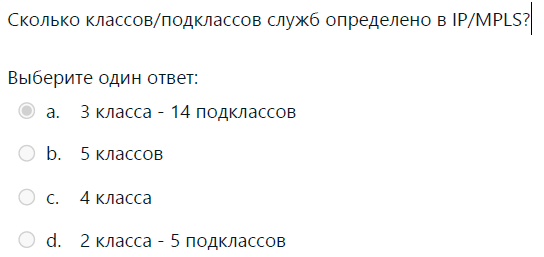 Сколько классов/подклассов служб определено в IP/MPLS?
Выберите один ответ:
a. 3 класса - 14 подклассов
b. 5 классов
c. 4 класса
d. 2 класса - 5 подклассов